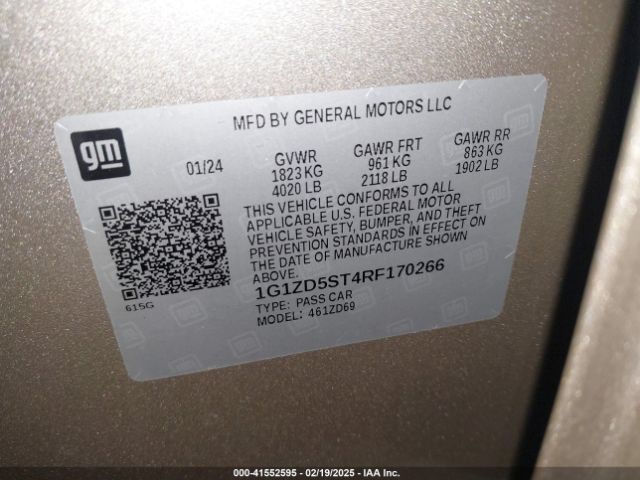 MFD BY GENERAL MOTORS LLC
gm
01/24
GVWR
1823 KG
4020 LB
GAWR FRT
961 KG
2118 LB
GAWR RR
863 KG
1902 LB
THIS VEHICLE CONFORMS TO ALL
APPLICABLE U.S. FEDERAL MOTOR
VEHICLE SAFETY, BUMPER, AND THEFT
PREVENTION STANDARDS IN EFFECT ON
THE DATE OF MANUFACTURE SHOWN
ABOVE.
1G1ZD5ST4RF170266
TYPE: PASS CAR
MODEL: 461ZD69
615G
000-41552595 - 02/19/2025 - IAA Inc.